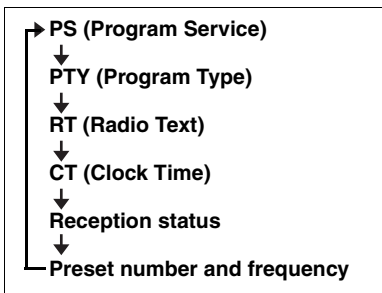 PS (Program Service)
PTY (Program Type)
RT (Radio Text)
CT (Clock Time)
Reception status
Preset number and frequency